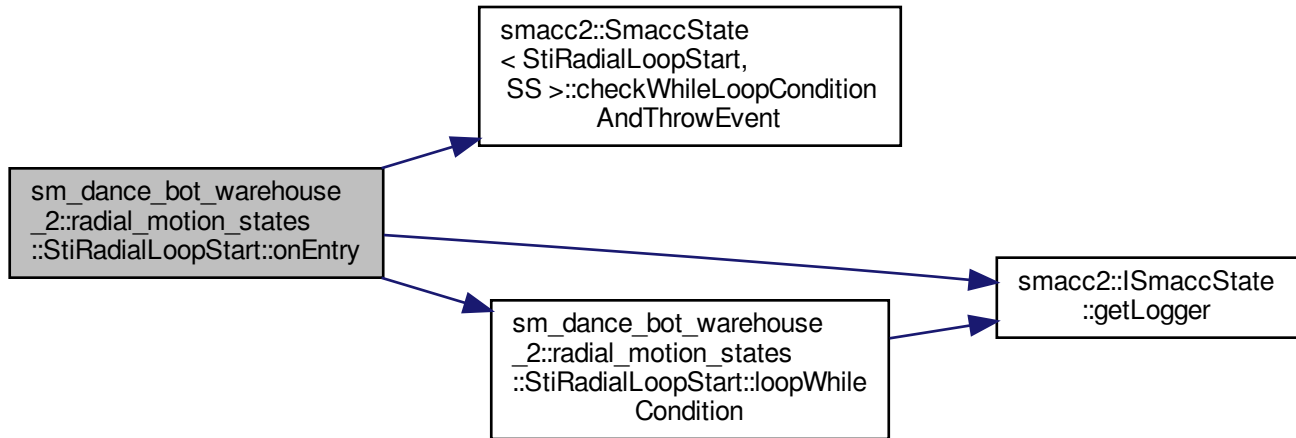 smacc2::SmaccState
< StiRadialLoopStart,
SS >::checkWhileLoopCondition
AndThrowEvent
sm_dance_bot_warehouse
_2::radial_motion_states
::StiRadialLoopStart::onEntry
smacc2::ISmaccState
::getLogger
sm_dance_bot_warehouse
_2::radial_motion_states
::StiRadialLoopStart::loopWhile
Condition